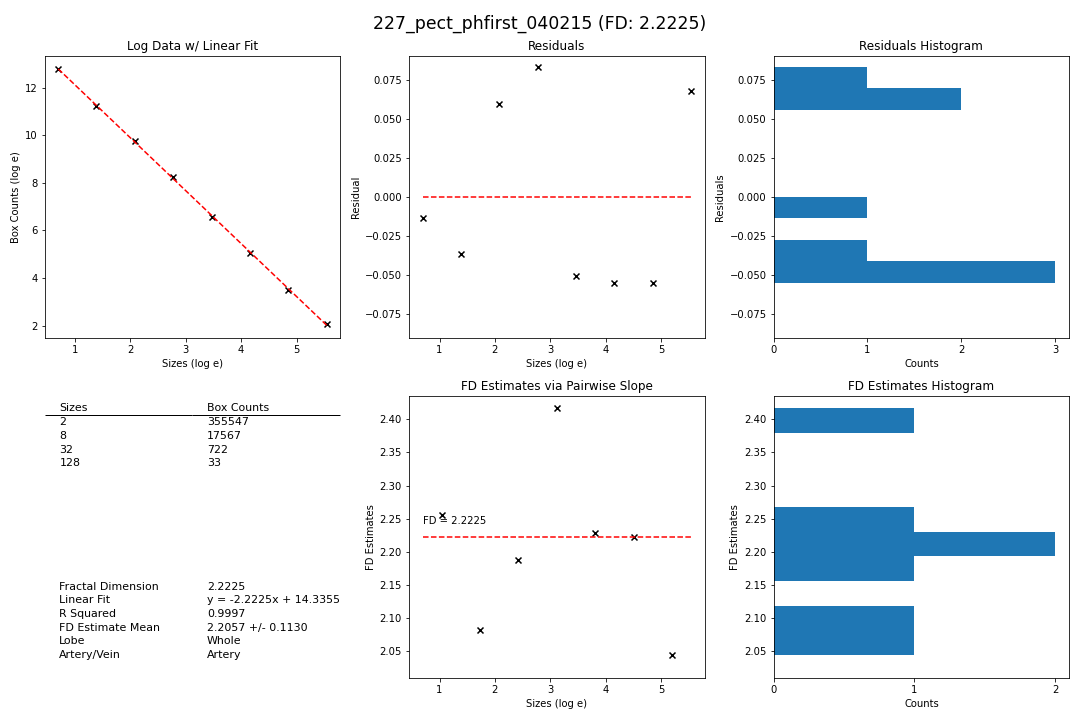 227_pect_phfirst_040215 (FD: 2.2225)
Log Data w/ Linear Fit
Box Counts (log e)
12
10
8
6
4
2
1 2 3 4 5
Sizes (log e)
Residuals
Residual
0.075
0.050
0.025
0.000
−0.025
−0.050
−0.075
1 2 3 4 5
Sizes (log e)
Residuals Histogram
Residuals
0.075
0.050
0.025
0.000
−0.025
−0.050
−0.075
0 1 2 3
Counts
Sizes Box Counts
2 355547
8 17567
32 722
128 33
Fractal Dimension 2.2225
Linear Fit y = -2.2225x + 14.3355
R Squared 0.9997
FD Estimate Mean 2.2057 +/- 0.1130
Lobe Whole
Artery/Vein Artery
FD Estimates via Pairwise Slope
FD Estimates
2.40
2.35
2.30
2.25
2.20
2.15
2.10
2.05
FD = 2.2225
1 2 3 4 5
Sizes (log e)
FD Estimates Histogram
FD Estimates
2.40
2.35
2.30
2.25
2.20
2.15
2.10
2.05
0 1 2
Counts